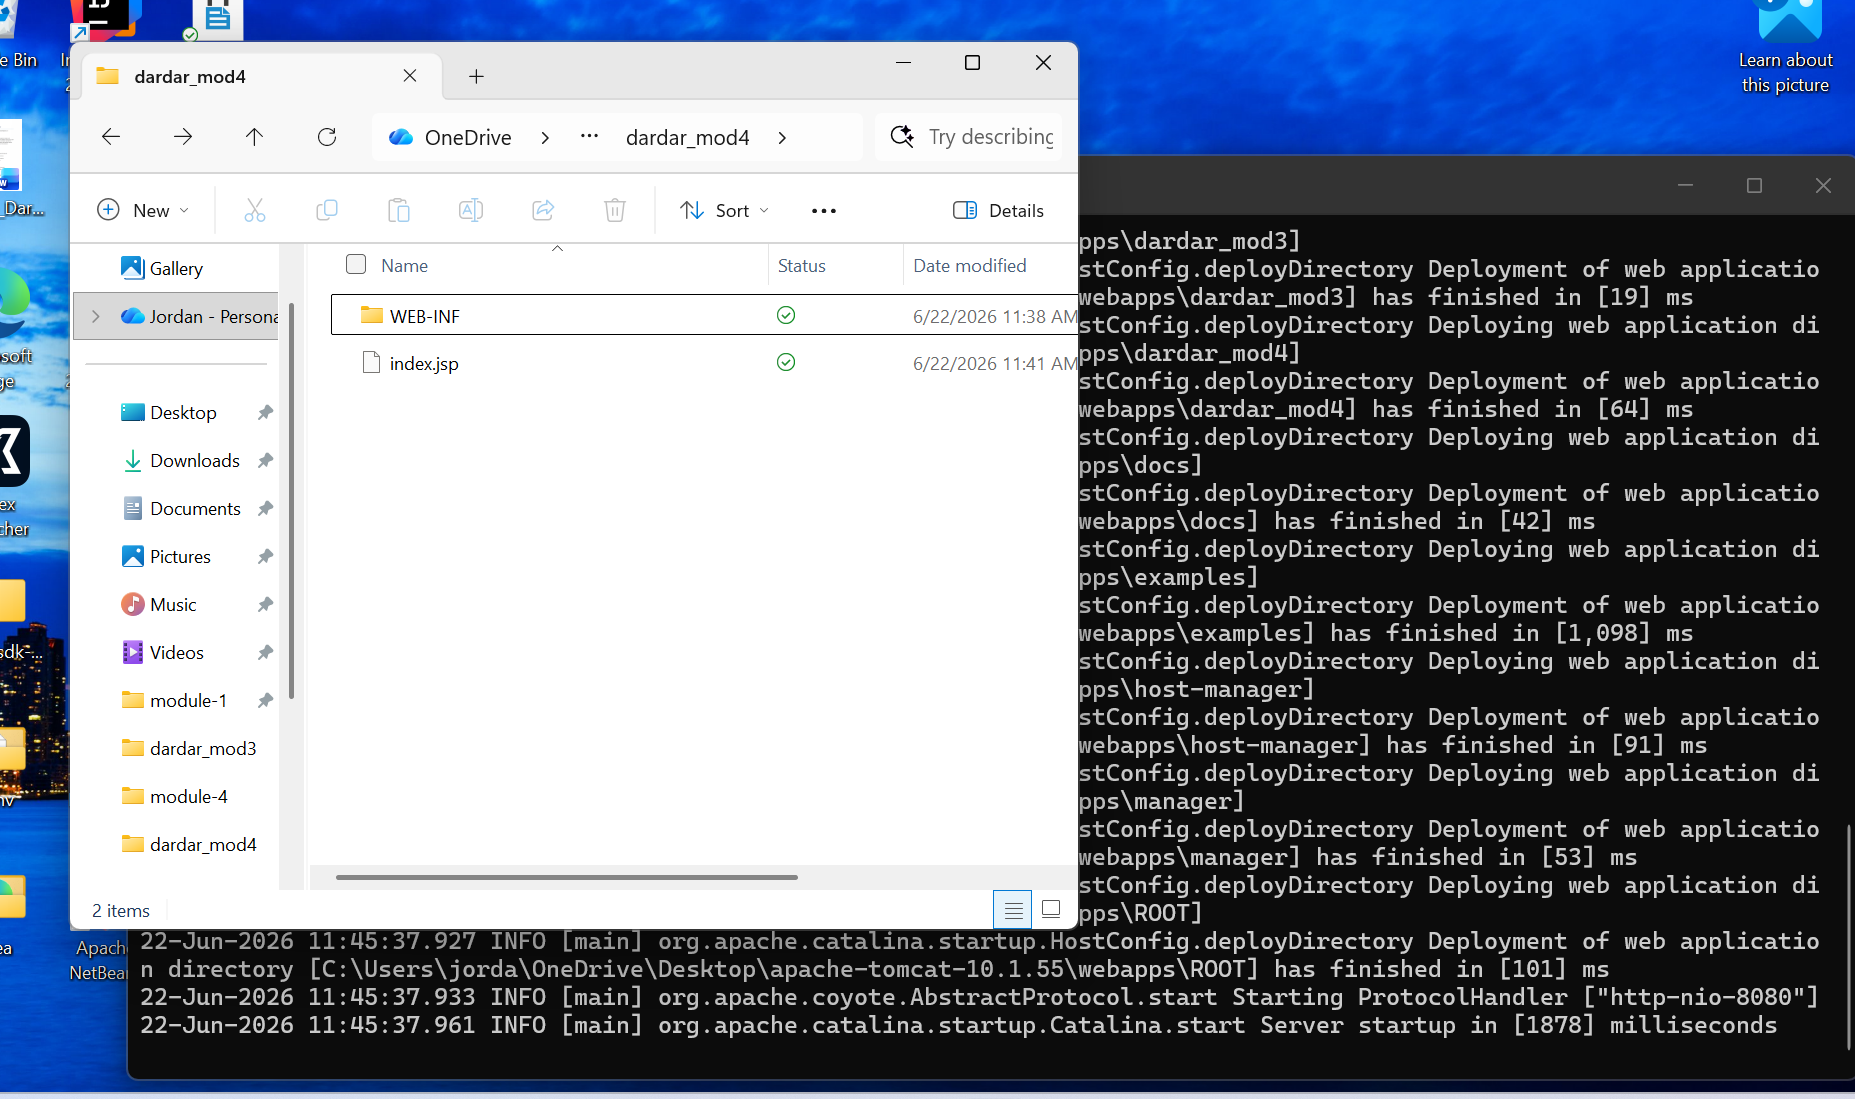 e Bin
Learn about
this picture
dardar_mod4
OneDrive
dardar_mod4
Try describing
_Dar...
New
Sort
Details
Gallery
Name
Status
Date modified
Jordan - Persona
WEB-INF
6/22/2026 11:38 AM
index.jsp
6/22/2026 11:41 AM
soft
ge
Desktop
Downloads
Documents
ex
cher
Pictures
Music
Videos
sdk-...
module-1
dardar_mod3
module-4
dardar_mod4
2 items
ea
Apach
NetBea
pps\dardar_mod3]
stConfig.deployDirectory Deployment of web applicatio
webapps\dardar_mod3] has finished in [19] ms
stConfig.deployDirectory Deploying web application di
pps\dardar_mod4]
stConfig.deployDirectory Deployment of web applicatio
webapps\dardar_mod4] has finished in [64] ms
stConfig.deployDirectory Deploying web application di
pps\docs]
stConfig.deployDirectory Deployment of web applicatio
webapps\docs] has finished in [42] ms
stConfig.deployDirectory Deploying web application di
pps\examples]
stConfig.deployDirectory Deployment of web applicatio
webapps\examples] has finished in [1,098] ms
stConfig.deployDirectory Deploying web application di
pps\host-manager]
stConfig.deployDirectory Deployment of web applicatio
webapps\host-manager] has finished in [91] ms
stConfig.deployDirectory Deploying web application di
pps\manager]
stConfig.deployDirectory Deployment of web applicatio
webapps\manager] has finished in [53] ms
stConfig.deployDirectory Deploying web application di
pps\ROOT]
22-Jun-2026 11:45:37.927 INFO [main] org.apache.catalina.startup.HostConfig.deployDirectory Deployment of web applicatio
n directory [C:\Users\jorda\OneDrive\Desktop\apache-tomcat-10.1.55\webapps\ROOT] has finished in [101] ms
22-Jun-2026 11:45:37.933 INFO [main] org.apache.coyote.AbstractProtocol.start Starting ProtocolHandler ["http-nio-8080"]
22-Jun-2026 11:45:37.961 INFO [main] org.apache.catalina.startup.Catalina.start Server startup in [1878] milliseconds